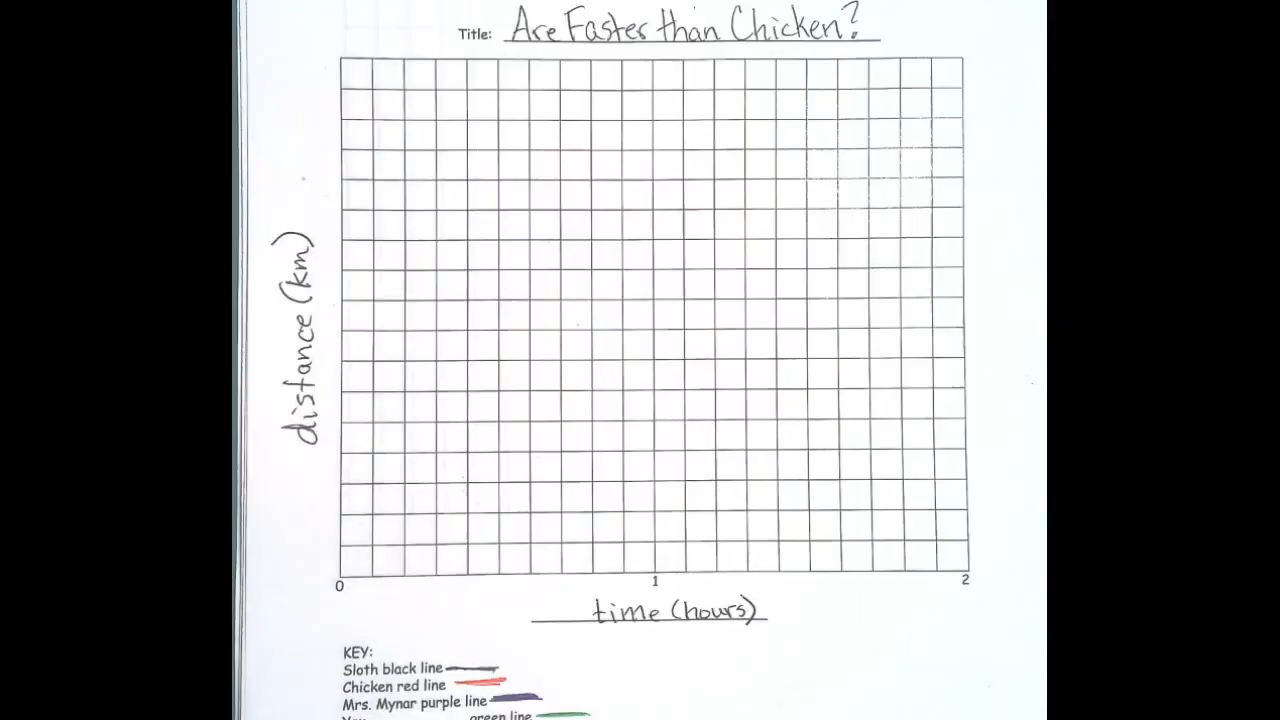 Title: Are Faster than Chicken?
distance (km)
0 1 2
time (hours)
KEY:
Sloth black line
Chicken red line
Mrs. Mynar purple line
You green line